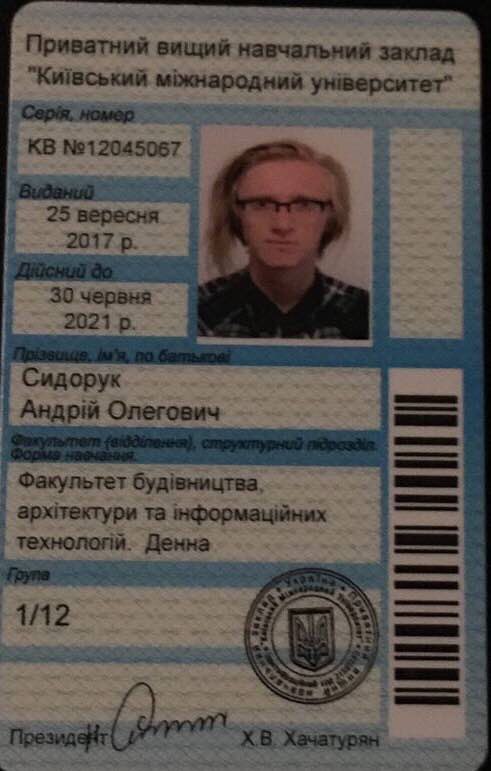 Приватний вищий навчальний заклад
"Київський міжнародний університет"
Серія, номер
КВ №12045067
Виданий
25 вересня
2017 р.
Дійсний до
30 червня
2021 р.
Прізвище, ім'я, по батькові
Сидорук
Андрій Олегович
Факультет (відділення), структурний підрозділ.
Форма навчання.
Факультет будівництва,
архітектури та інформаційних
технологій. Денна
Група
1/12
Україна
Президент
Х.В. Хачатурян